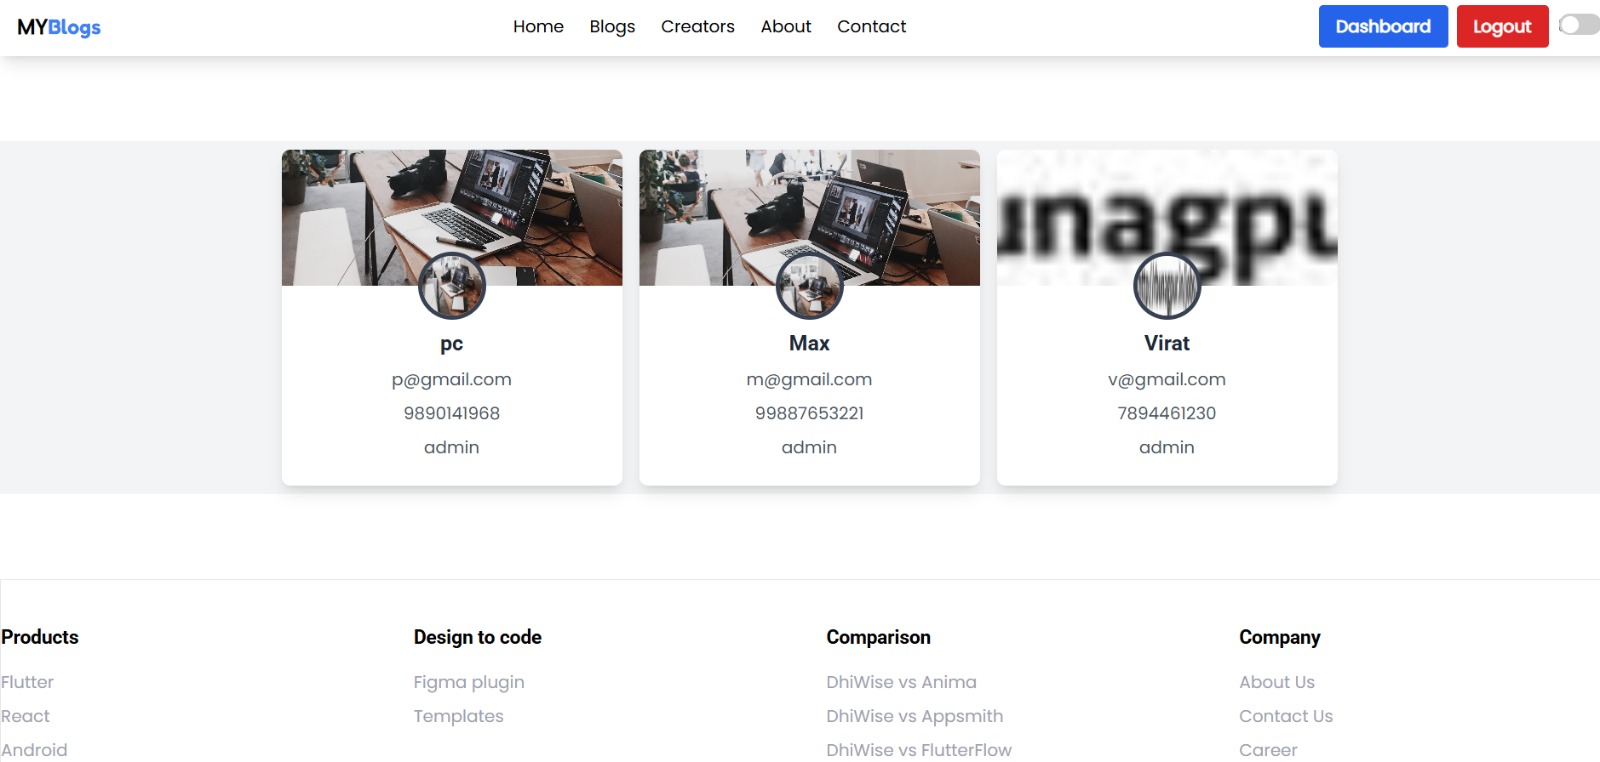 MYBlogs
Home Blogs Creators About Contact
Dashboard Logout
unagpu
pc
p@gmail.com
9890141968
admin
Max
m@gmail.com
99887653221
admin
Virat
v@gmail.com
7894461230
admin
Products
Flutter
React
Android
Design to code
Figma plugin
Templates
Comparison
DhiWise vs Anima
DhiWise vs Appsmith
DhiWise vs FlutterFlow
Company
About Us
Contact Us
Career